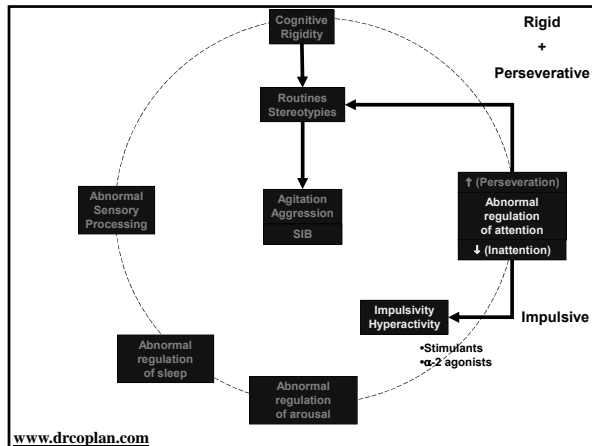 Cognitive
Rigidity
Rigid
+
Perseverative
Routines
Stereotypies
↑ (Perseveration)
Abnormal
regulation
of attention
↓ (Inattention)
Abnormal
Sensory
Processing
Agitation
Aggression
SIB
Impulsivity
Hyperactivity
Impulsive
•Stimulants
•α-2 agonists
Abnormal
regulation
of sleep
Abnormal
regulation
of arousal
www.drcoplan.com